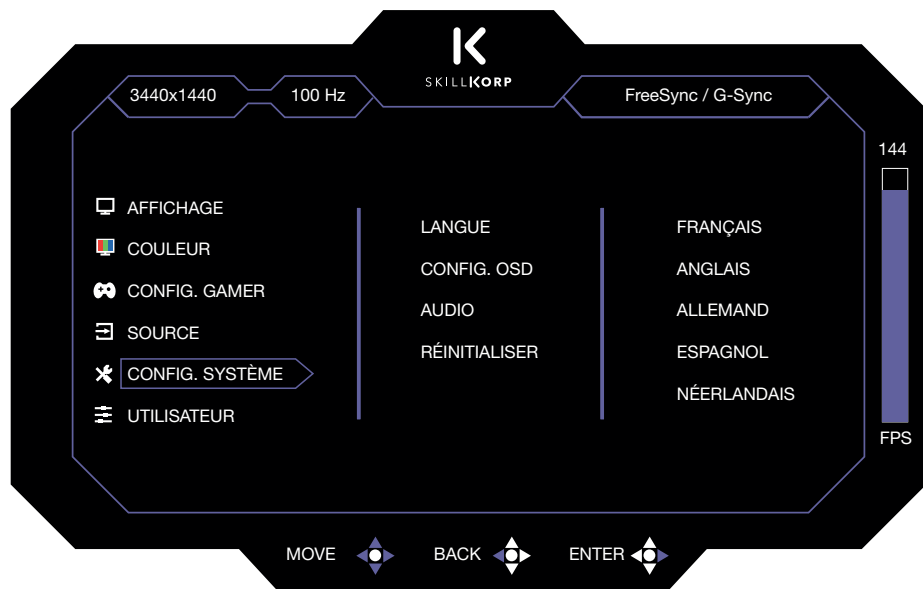 SKILLKORP
3440x1440
100 Hz
FreeSync / G-Sync
144
AFFICHAGE
COULEUR
CONFIG. GAMER
SOURCE
CONFIG. SYSTÈME
UTILISATEUR
LANGUE
CONFIG. OSD
AUDIO
RÉINITIALISER
FRANÇAIS
ANGLAIS
ALLEMAND
ESPAGNOL
NÉERLANDAIS
FPS
MOVE
BACK
ENTER